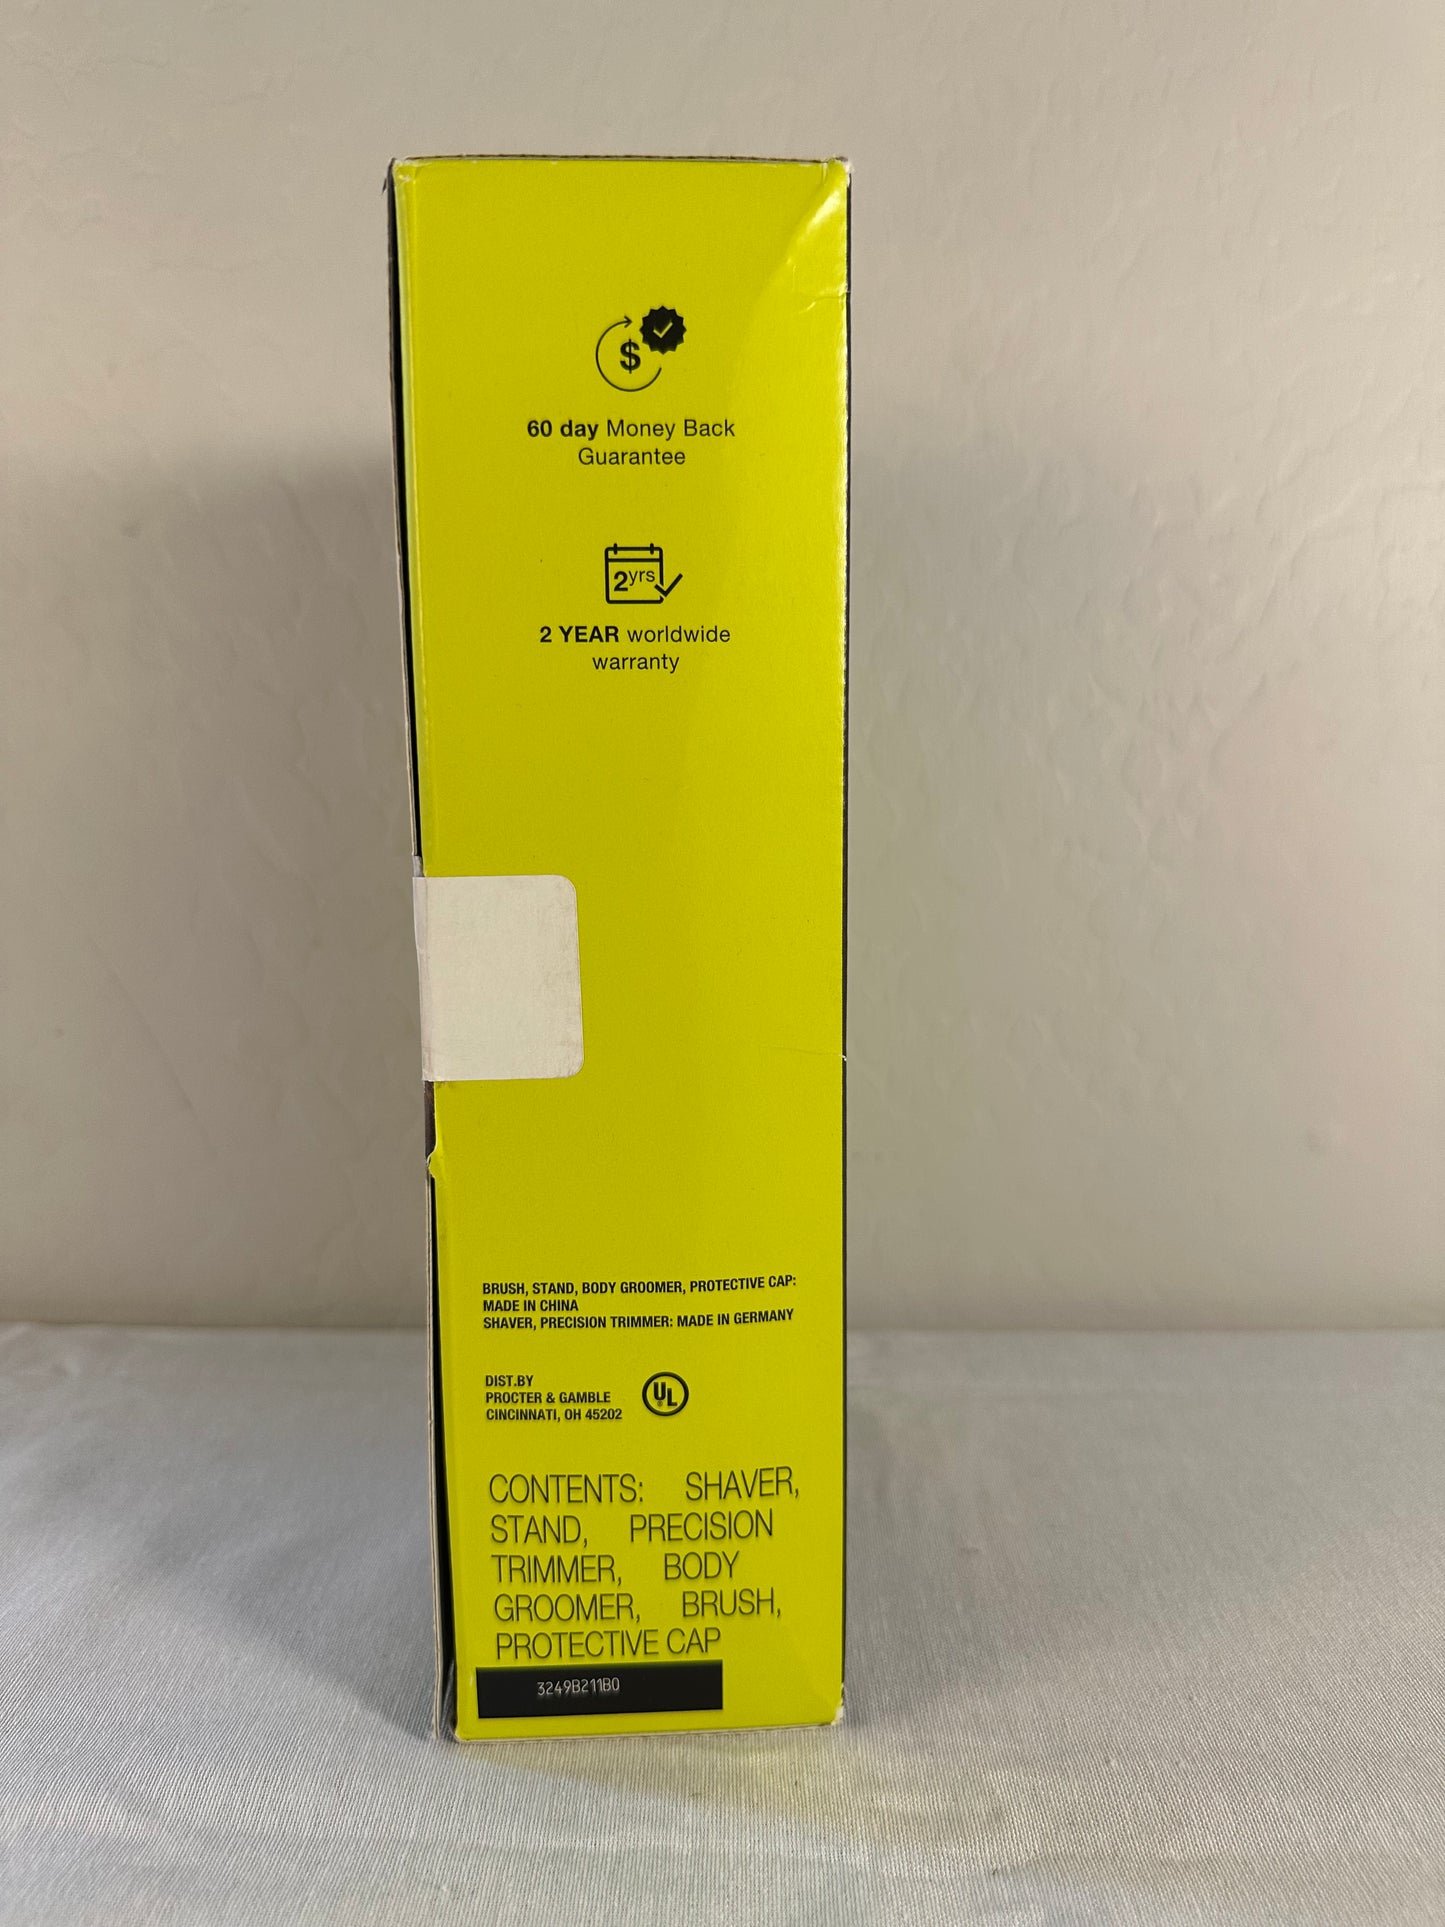 $
60 day Money Back
Guarantee
2yrs
2 YEAR worldwide
warranty
BRUSH, STAND, BODY GROOMER, PROTECTIVE CAP:
MADE IN CHINA
SHAVER, PRECISION TRIMMER: MADE IN GERMANY
DIST.BY
PROCTER & GAMBLE
CINCINNATI, OH 45202
UL
®
CONTENTS: SHAVER,
STAND, PRECISION
TRIMMER, BODY
GROOMER, BRUSH,
PROTECTIVE CAP
3249B211B0